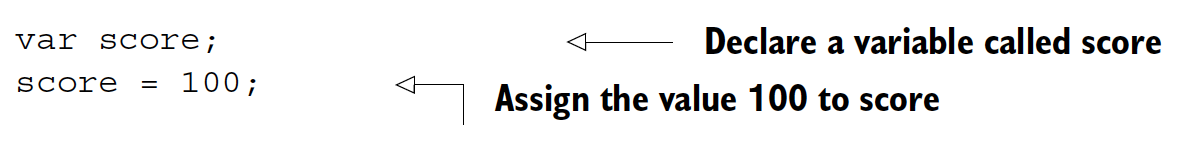 var score;
Declare a variable called score
score = 100;
Assign the value 100 to score